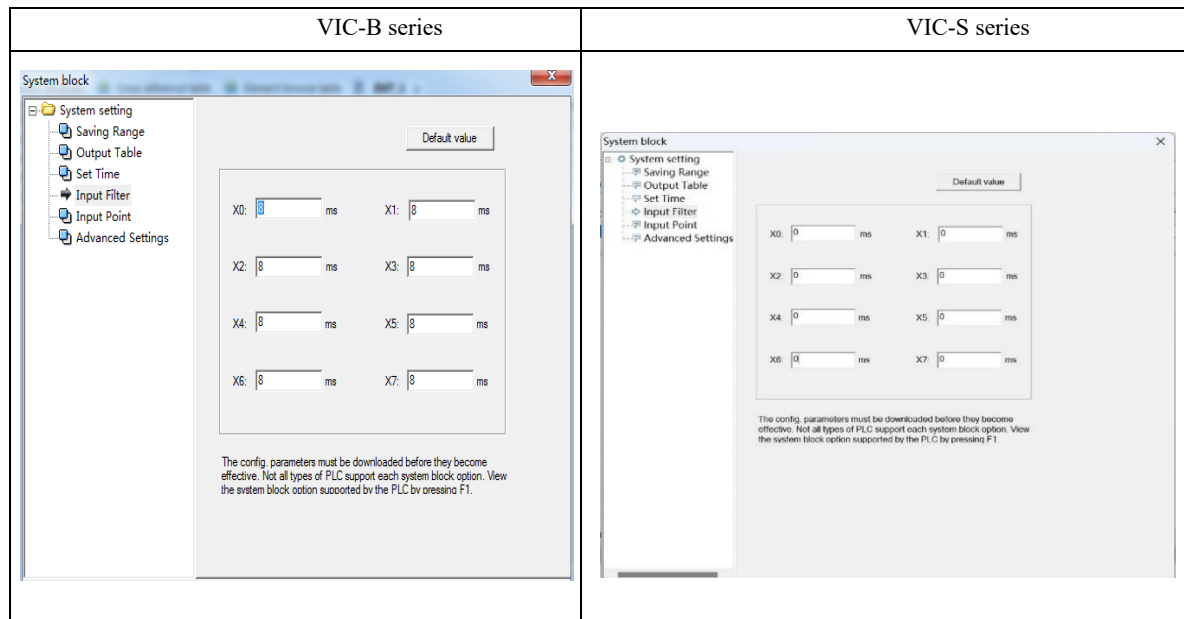 VIC-B series
VIC-S series
System block
System setting
Saving Range
Output Table
Set Time
Input Filter
Input Point
Advanced Settings
Default value
X0: 8 ms X1: 8 ms
X2: 8 ms X3: 8 ms
X4: 8 ms X5: 8 ms
X6: 8 ms X7: 8 ms
The config. parameters must be downloaded before they become
effective. Not all types of PLC support each system block option. View
the system block option supported by the PLC by pressing F1.
System block
System setting
Saving Range
Output Table
Set Time
Input Filter
Input Point
Advanced Settings
Default value
X0: 0 ms X1: 0 ms
X2 0 ms X3 0 ms
X4 0 ms X5: 0 ms
X6: 0 ms X7: 0 ms
The config. parameters must be downloaded before they become
effective. Not all types of PLC support each system block option. View
the system block option supported by the PLC by pressing F1.